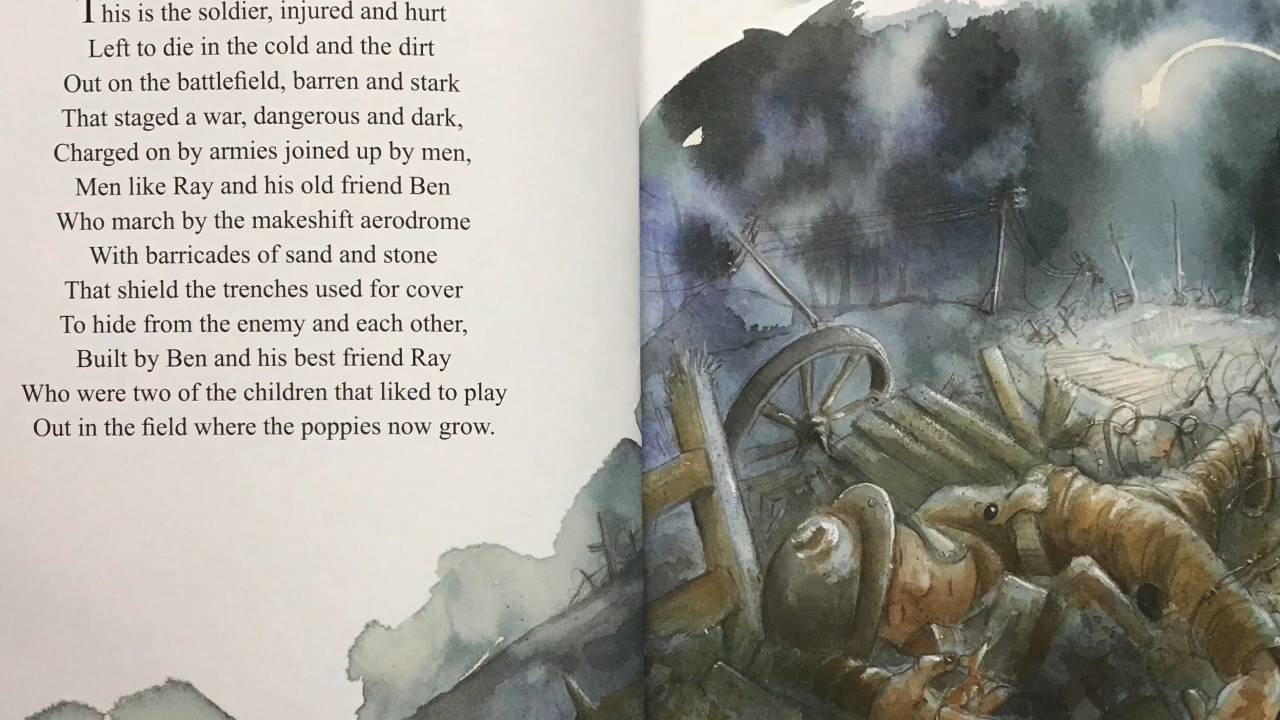 This is the soldier, injured and hurt
Left to die in the cold and the dirt
Out on the battlefield, barren and stark
That staged a war, dangerous and dark,
Charged on by armies joined up by men,
Men like Ray and his old friend Ben
Who march by the makeshift aerodrome
With barricades of sand and stone
That shield the trenches used for cover
To hide from the enemy and each other,
Built by Ben and his best friend Ray
Who were two of the children that liked to play
Out in the field where the poppies now grow.